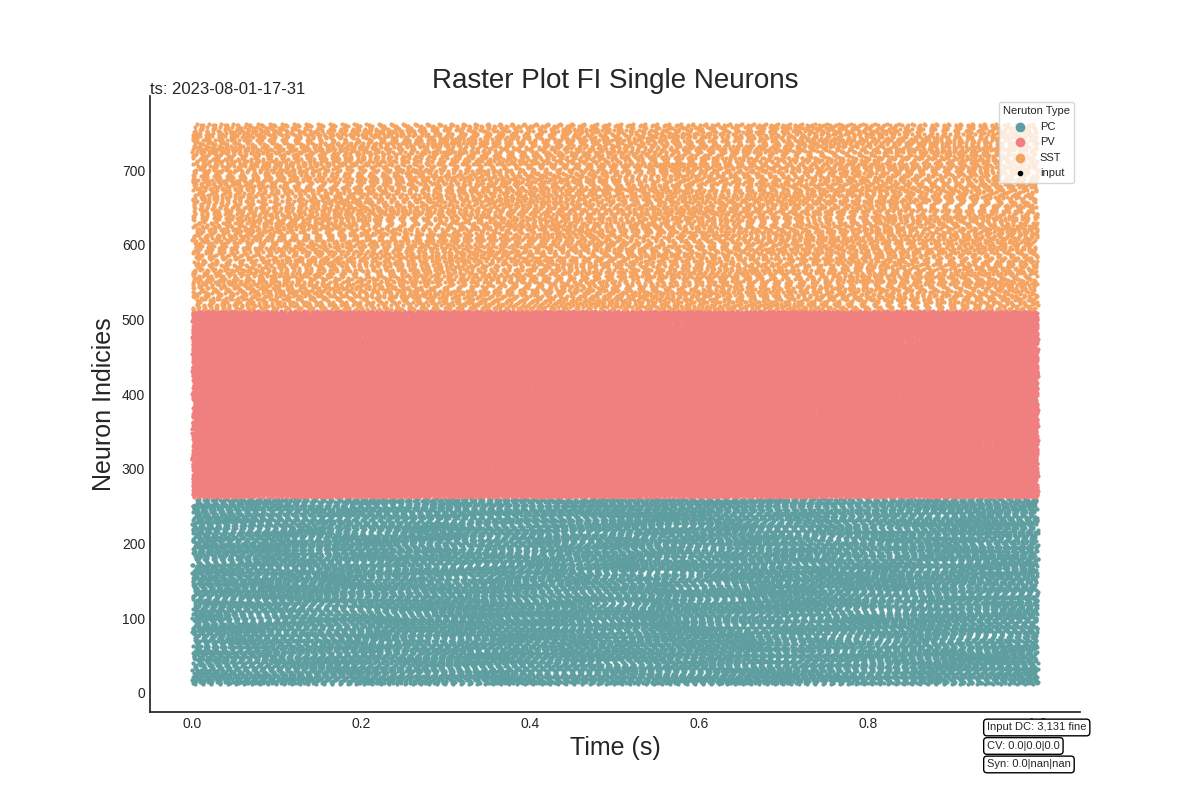 Raster Plot FI Single Neurons
ts: 2023-08-01-17-31
Neruton Type
PC
PV
SST
input
Neuron Indicies
700
600
500
400
300
200
100
0
0.0 0.2 0.4 0.6 0.8
Time (s)
Input DC: 3,131 fine
CV: 0.0|0.0|0.0
Syn: 0.0|nan|nan